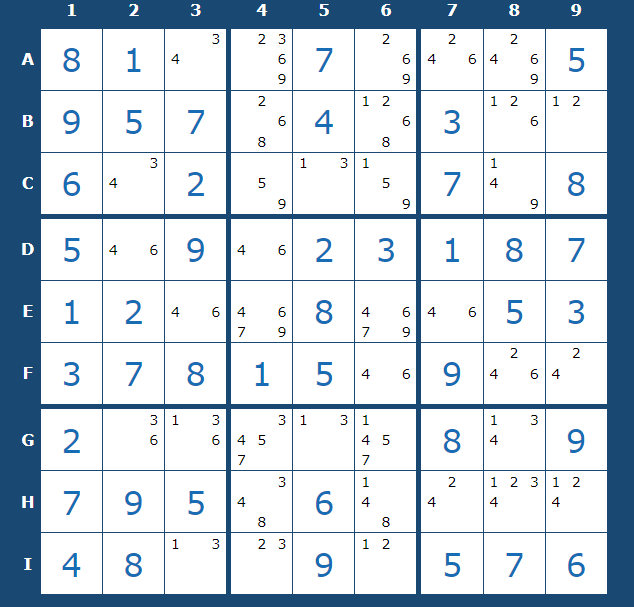 1 2 3 4 5 6 7 8 9
3 2 3 2 2 2
A 8 1 4 6 7 6 4 6 4 6 5
9 9 9
2 1 2 1 2 1 2
B 9 5 7 6 4 6 3 6
8 8
3 1 3 1 1
C 6 4 2 5 5 7 4 8
9 9 9
D 5 4 6 9 4 6 2 3 1 8 7
E 1 2 4 6 4 6 8 4 6 4 6 5 3
7 9 7 9
2 2
F 3 7 8 1 5 4 6 9 4 6 4
3 1 3 3 1 3 1 1 3
G 2 6 6 4 5 4 5 8 4 9
7 7
3 1 2 1 2 3 1 2
H 7 9 5 4 6 4 4 4 4
8 8
1 3 2 3 1 2
I 4 8 9 5 7 6